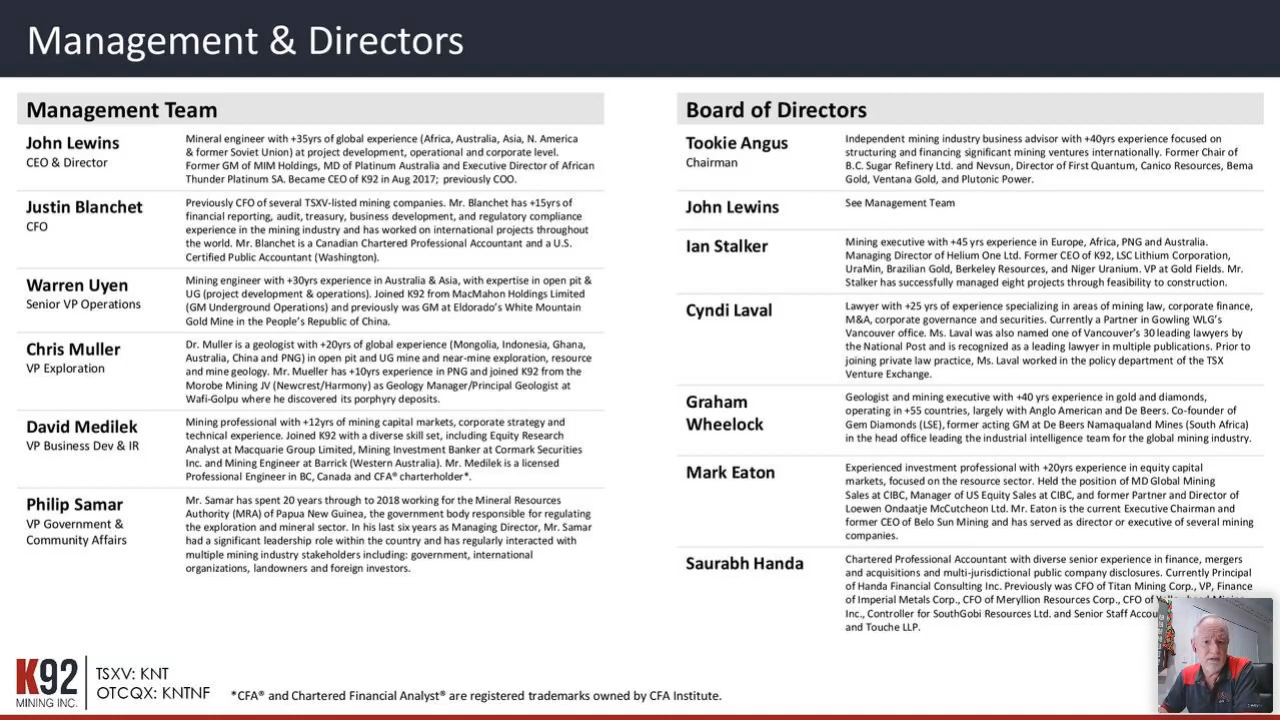 Management & Directors
Management Team
John Lewins
CEO & Director
Mineral engineer with +35yrs of global experience (Africa, Australia, Asia, N. America
& former Soviet Union) at project development, operational and corporate level.
Former GM of MIM Holdings, MD of Platinum Australia and Executive Director of African
Thunder Platinum SA. Became CEO of K92 in Aug 2017; previously COO.
Justin Blanchet
CFO
Previously CFO of several TSXV-listed mining companies. Mr. Blanchet has +15yrs of
financial reporting, audit, treasury, business development, and regulatory compliance
experience in the mining industry and has worked on international projects throughout
the world. Mr. Blanchet is a Canadian Chartered Professional Accountant and a U.S.
Certified Public Accountant (Washington).
Warren Uyen
Senior VP Operations
Mining engineer with +30yrs experience in Australia & Asia, with expertise in open pit &
UG (project development & operations). Joined K92 from MacMahon Holdings Limited
(GM Underground Operations) and previously was GM at Eldorado's White Mountain
Gold Mine in the People's Republic of China.
Chris Muller
VP Exploration
Dr. Muller is a geologist with +20yrs of global experience (Mongolia, Indonesia, Ghana,
Australia, China and PNG) in open pit and UG mine and near-mine exploration, resource
and mine geology. Mr. Mueller has +10yrs experience in PNG and joined K92 from the
Morobe Mining JV (Newcrest/Harmony) as Geology Manager/Principal Geologist at
Wafi-Golpu where he discovered its porphyry deposits.
David Medilek
VP Business Dev & IR
Mining professional with +12yrs of mining capital markets, corporate strategy and
technical experience. Joined K92 with a diverse skill set, including Equity Research
Analyst at Macquarie Group Limited, Mining Investment Banker at Cormark Securities
Inc. and Mining Engineer at Barrick (Western Australia). Mr. Medilek is a licensed
Professional Engineer in BC, Canada and CFA® charterholder*.
Philip Samar
VP Government &
Community Affairs
Mr. Samar has spent 20 years through to 2018 working for the Mineral Resources
Authority (MRA) of Papua New Guinea, the government body responsible for regulating
the exploration and mineral sector. In his last six years as Managing Director, Mr. Samar
had a significant leadership role within the country and has regularly interacted with
multiple mining industry stakeholders including: government, international
organizations, landowners and foreign investors.
Board of Directors
Tookie Angus
Chairman
Independent mining industry business advisor with +40yrs experience focused on
structuring and financing significant mining ventures internationally. Former Chair of
B.C. Sugar Refinery Ltd. and Nevsun, Director of First Quantum, Canico Resources, Bema
Gold, Ventana Gold, and Plutonic Power.
John Lewins
See Management Team
Ian Stalker
Mining executive with +45 yrs experience in Europe, Africa, PNG and Australia.
Managing Director of Helium One Ltd. Former CEO of K92, LSC Lithium Corporation,
UraMin, Brazilian Gold, Berkeley Resources, and Niger Uranium. VP at Gold Fields. Mr.
Stalker has successfully managed eight projects through feasibility to construction.
Cyndi Laval
Lawyer with +25 yrs of experience specializing in areas of mining law, corporate finance,
M&A, corporate governance and securities. Currently a Partner in Gowling WLG's
Vancouver office. Ms. Laval was also named one of Vancouver's 30 leading lawyers by
the National Post and is recognized as a leading lawyer in multiple publications. Prior to
joining private law practice, Ms. Laval worked in the policy department of the TSX
Venture Exchange.
Graham
Wheelock
Geologist and mining executive with +40 yrs experience in gold and diamonds,
operating in +55 countries, largely with Anglo American and De Beers. Co-founder of
Gem Diamonds (LSE), former acting GM at De Beers Namaqualand Mines (South Africa)
in the head office leading the industrial intelligence team for the global mining industry.
Mark Eaton
Experienced investment professional with +20yrs experience in equity capital
markets, focused on the resource sector. Held the position of MD Global Mining
Sales at CIBC, Manager of US Equity Sales at CIBC, and former Partner and Director of
Loewen Ondaatje McCutcheon Ltd. Mr. Eaton is the current Executive Chairman and
former CEO of Belo Sun Mining and has served as director or executive of several mining
companies.
Saurabh Handa
Chartered Professional Accountant with diverse senior experience in finance, mergers
and acquisitions and multi-jurisdictional public company disclosures. Currently Principal
of Handa Financial Consulting Inc. Previously was CFO of Titan Mining Corp., VP, Finance
of Imperial Metals Corp., CFO of Meryllion Resources Corp., CFO of
Inc., Controller for SouthGobi Resources Ltd. and Senior Staff
and Touche LLP.
K92
MINING INC.
TSXV: KNT
OTCQX: KNTNF
*CFA® and Chartered Financial Analyst® are registered trademarks owned by CFA Institute.